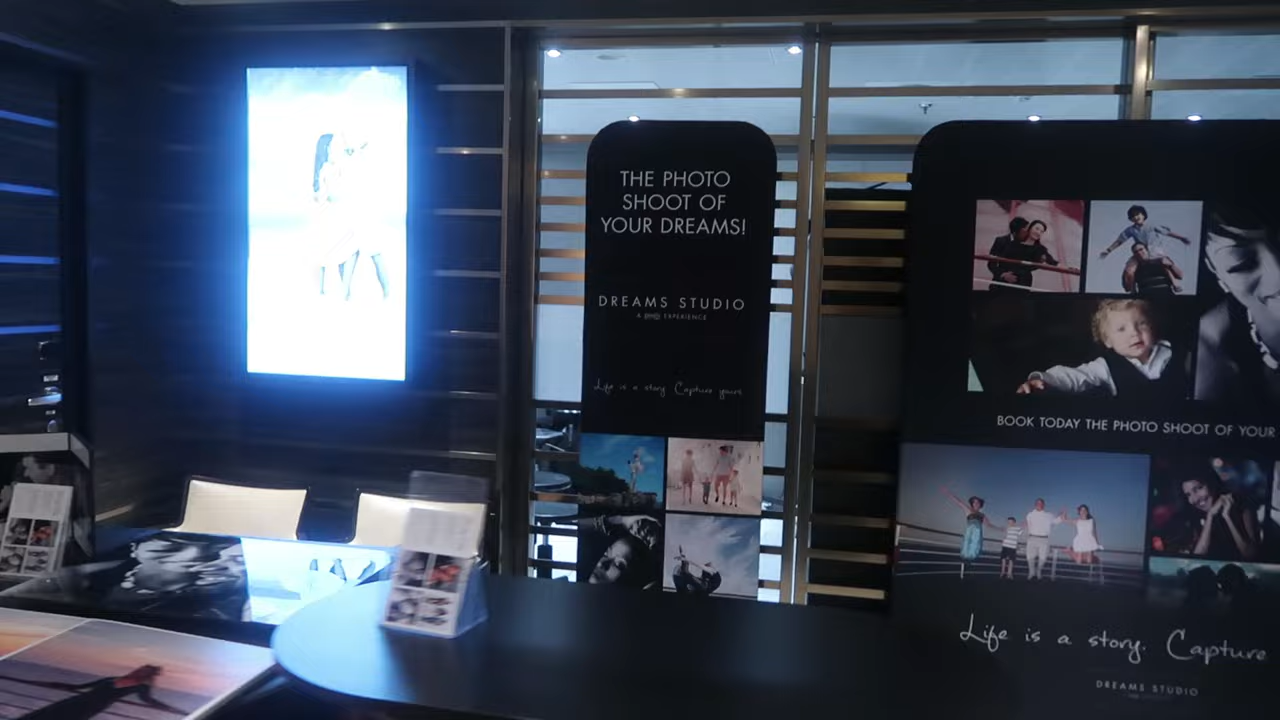 THE PHOTO
SHOOT OF
YOUR DREAMS!
DREAMS STUDIO
EXPERIENCE
Life is a story. Capture yours
BOOK TODAY THE PHOTO SHOOT OF YOUR
Life is a story. Capture
DREAMS STUDIO